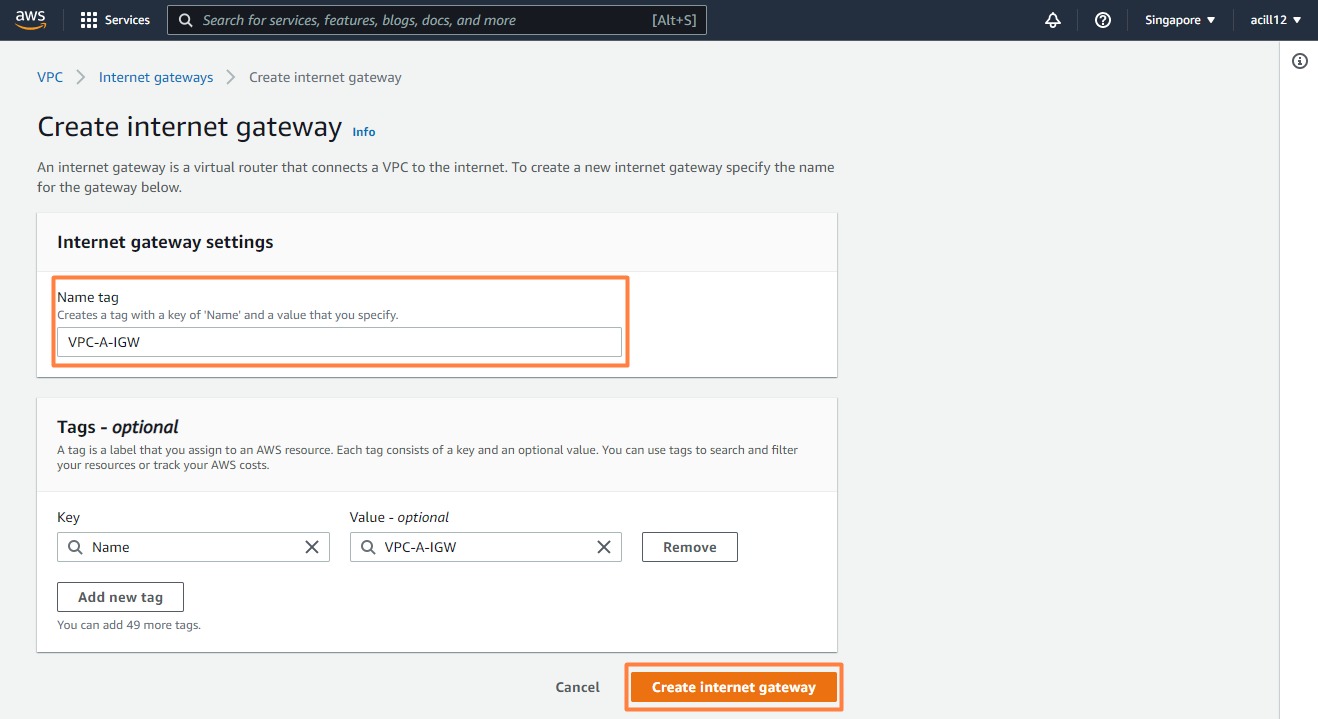 aws Services Search for services, features, blogs, docs, and more [Alt+S] Singapore acill12
VPC Internet gateways Create internet gateway
Create internet gateway Info
An internet gateway is a virtual router that connects a VPC to the internet. To create a new internet gateway specify the name
for the gateway below.
Internet gateway settings
Name tag
Creates a tag with a key of 'Name' and a value that you specify.
VPC-A-IGW
Tags - optional
A tag is a label that you assign to an AWS resource. Each tag consists of a key and an optional value. You can use tags to search and filter
your resources or track your AWS costs.
Key Value - optional
Name VPC-A-IGW Remove
Add new tag
You can add 49 more tags.
Cancel Create internet gateway